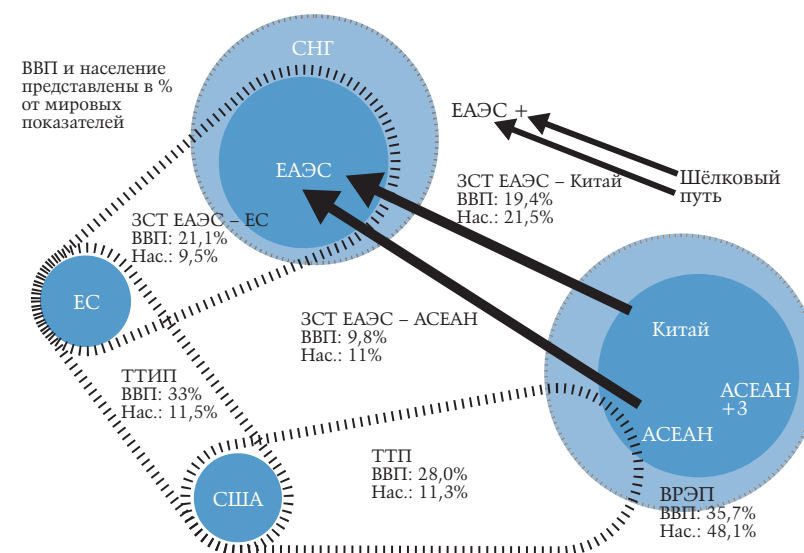 СНГ
ВВП и население
представлены в %
от мировых
показателей
ЕАЭС +
ЕАЭС
ЗСТ ЕАЭС – Китай
ВВП: 19,4%
Нас.: 21,5%
Шёлковый
путь
ЗСТ ЕАЭС – ЕС
ВВП: 21,1%
Нас.: 9,5%
ЕС
ЗСТ ЕАЭС – АСЕАН
ВВП: 9,8%
Нас.: 11%
Китай
ТТИП
ВВП: 33%
Нас.: 11,5%
АСЕАН
+3
АСЕАН
ТТП
ВВП: 28,0%
Нас.: 11,3%
США
ВРЭП
ВВП: 35,7%
Нас.: 48,1%